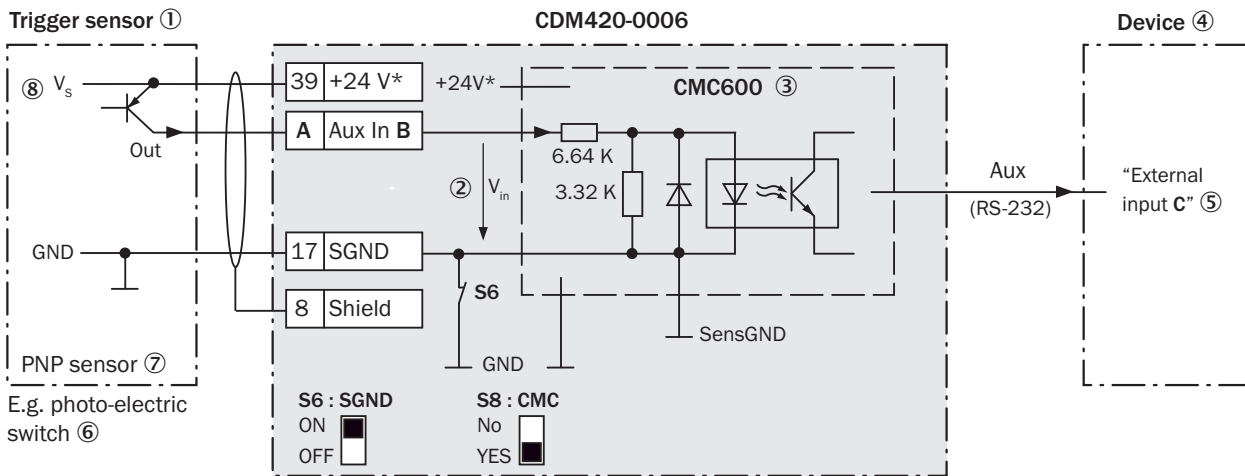 Trigger sensor ①
CDM420-0006
Device ④
⑧ Vs
39 +24 V*
+24V*
CMC600 ③
A Aux In B
Out
6.64 K
3.32 K
② Vin
Aux
(RS-232)
“External
input C” ⑤
GND
17 SGND
S6
8 Shield
SensGND
GND
PNP sensor ⑦
E.g. photo-electric
switch ⑥
S6 : SGND
ON
OFF
S8 : CMC
No
YES